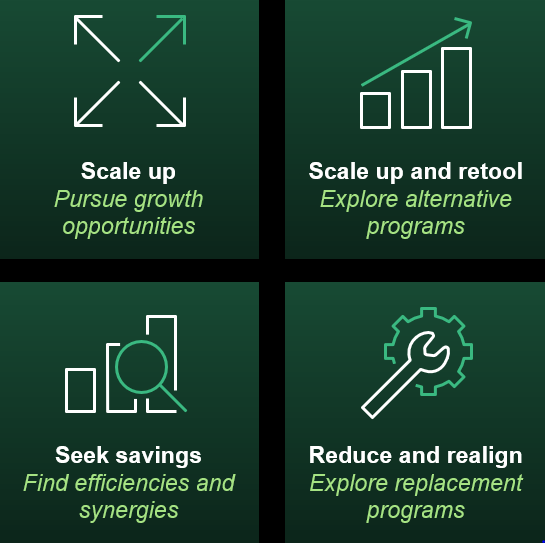 Scale up
Pursue growth
opportunities
Scale up and retool
Explore alternative
programs
Seek savings
Find efficiencies and
synergies
Reduce and realign
Explore replacement
programs